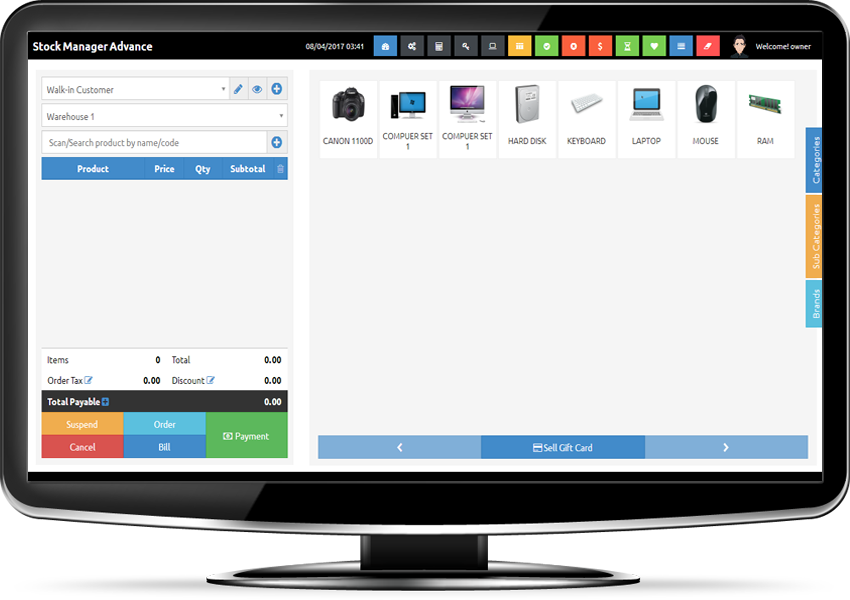 Stock Manager Advance
08/04/2017 03:41
Welcome! owner
Walk-in Customer
Warehouse 1
Scan/Search product by name/code
Product Price Qty Subtotal
Items 0 Total 0.00
Order Tax 0.00 Discount 0.00
Total Payable 0.00
Suspend
Order
Payment
Cancel
Bill
CANON 1100D
COMPUER SET
1
COMPUER SET
1
HARD DISK
KEYBOARD
LAPTOP
MOUSE
RAM
Categories
Sub Categories
Brands
Sell Gift Card